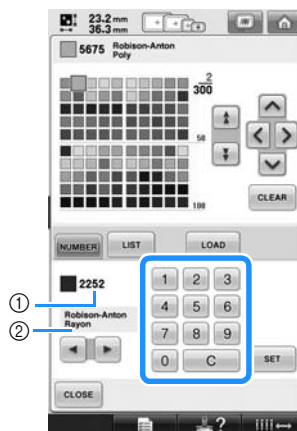 23.2 mm
36.3 mm
5675 Robison-Anton
Poly
2
300
50
100
CLEAR
NUMBER LIST LOAD
① 2252
② Robison-Anton
Rayon
1 2 3
4 5 6
7 8 9
0 C
SET
CLOSE
?